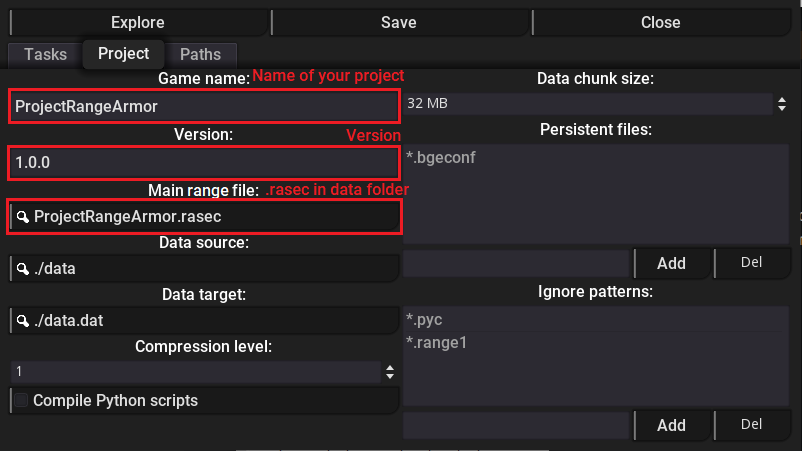 Explore Save Close
Tasks Project Paths
Game name: Name of your project
ProjectRangeArmor
Version: Version
1.0.0
Main range file: .rasec in data folder
ProjectRangeArmor.rasec
Data source:
./data
Data target:
./data.dat
Compression level:
1
Compile Python scripts
Data chunk size:
32 MB
Persistent files:
*.bgeconf
Add Del
Ignore patterns:
*.pyc
*.range1
Add Del